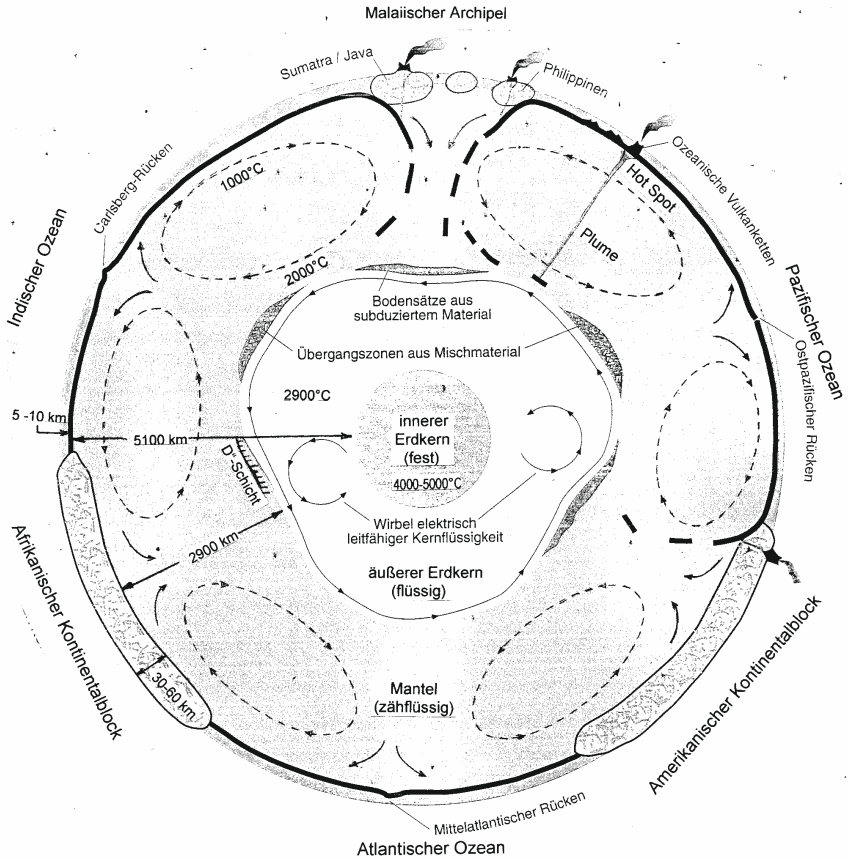 Malaiischer Archipel
Sumatra / Java
Philippinen
Ozeanische Vulkanketten
Carlsberg-Rücken
1000°C
Hot Spot
Plume
Indischer Ozean
2000°C
Pazifischer Ozean
Bodensätze aus
subduziertem Material
Übergangszonen aus Mischmaterial
Ostpazifischer Rücken
2900°C
5 -10 km
5100 km
innerer
Erdkern
(fest)
4000-5000°C
D"-Schicht
Wirbel elektrisch
leitfähiger Kernflüssigkeit
2900 km
Afrikanischer Kontinentalblock
äußerer Erdkern
(flüssig)
30-60 km
Mantel
(zähflüssig)
Amerikanischer Kontinentalblock
Mittelatlantischer Rücken
Atlantischer Ozean